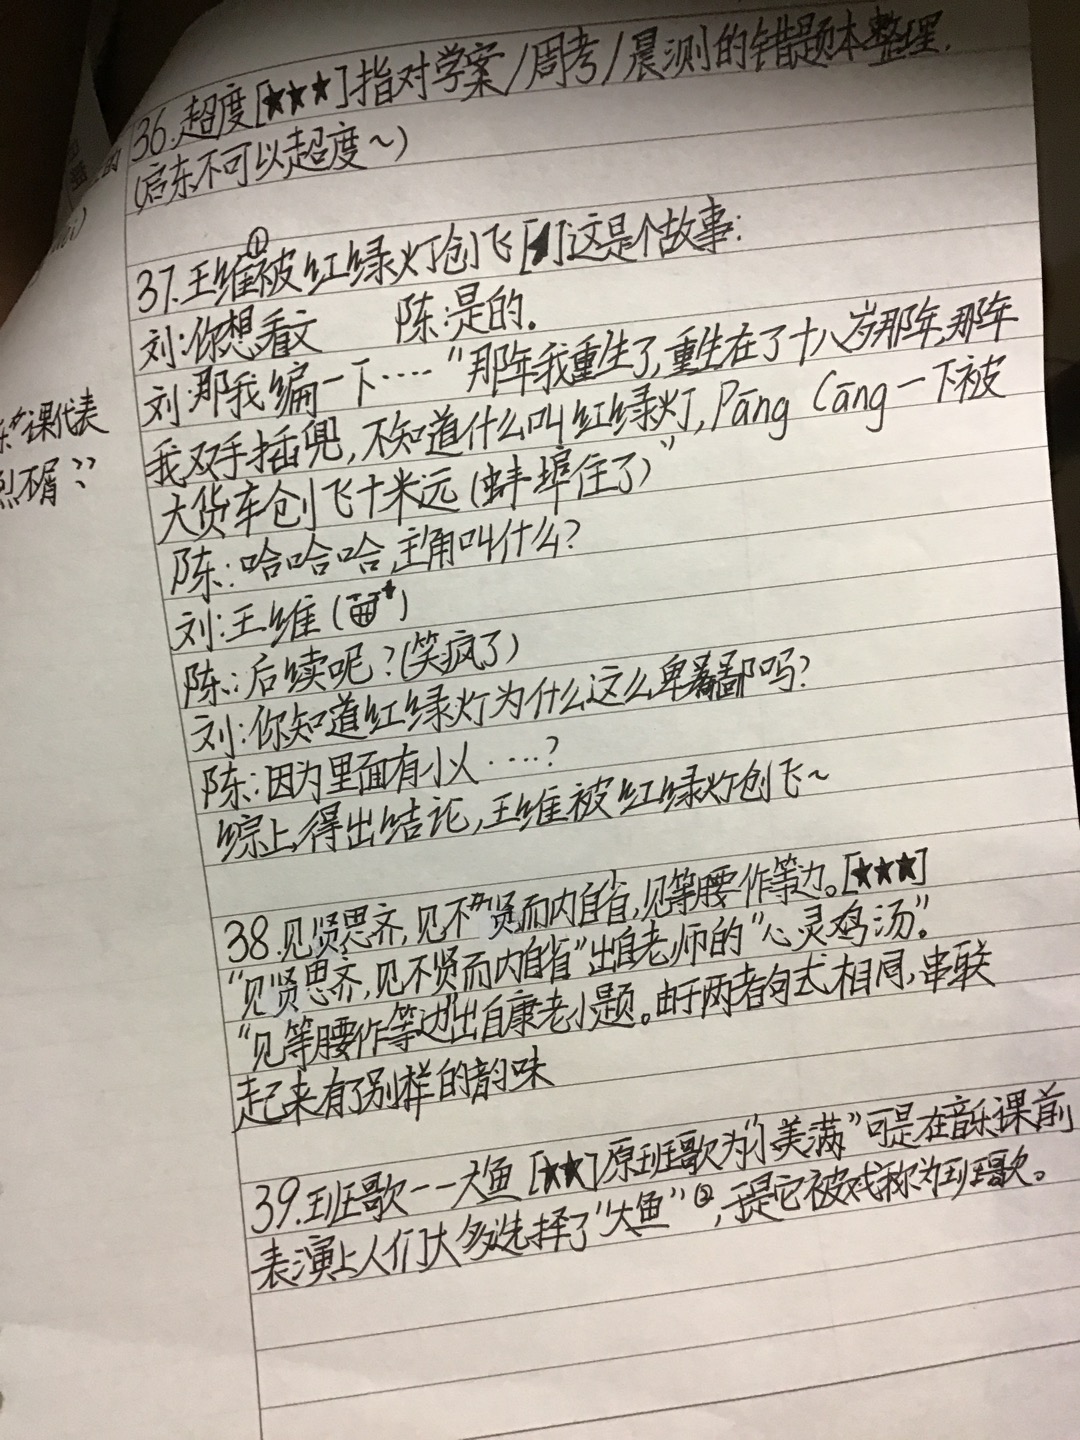 36.超度[★★★]指对学案/周考/晨测的错题本整理.
(启东不可以超度~)
37.王维①被红绿灯创飞[★]这是个故事:
刘:你想看文 陈:是的.
刘:那我编一下····"那年我重生了,重生在了十八岁那年,那年
我双手插兜,不知道什么叫红绿灯,Pāng Cāng一下被
大货车创飞十米远(蚌埠住了)"
陈:哈哈哈,主角叫什么?
刘:王维()
陈:后续呢?(笑疯了)
刘:你知道红绿灯为什么这么卑鄙吗?
陈:因为里面有小人····?
综上,得出结论,王维被红绿灯创飞~
38.见贤思齐,见不贤而内自省,见等腰作等边。[★★★]
"见贤思齐,见不贤而内自省"出自老师的"心灵鸡汤"。
"见等腰作等边"出自康老小题。由于两者句式相同,串联
起来有了别样的韵味
39.班歌--大鱼[★★]原班歌为"小美满"可是在音乐课前
表演上人们大多选择了"大鱼"②,于是它被戏称为班歌。
课代表
不屑??